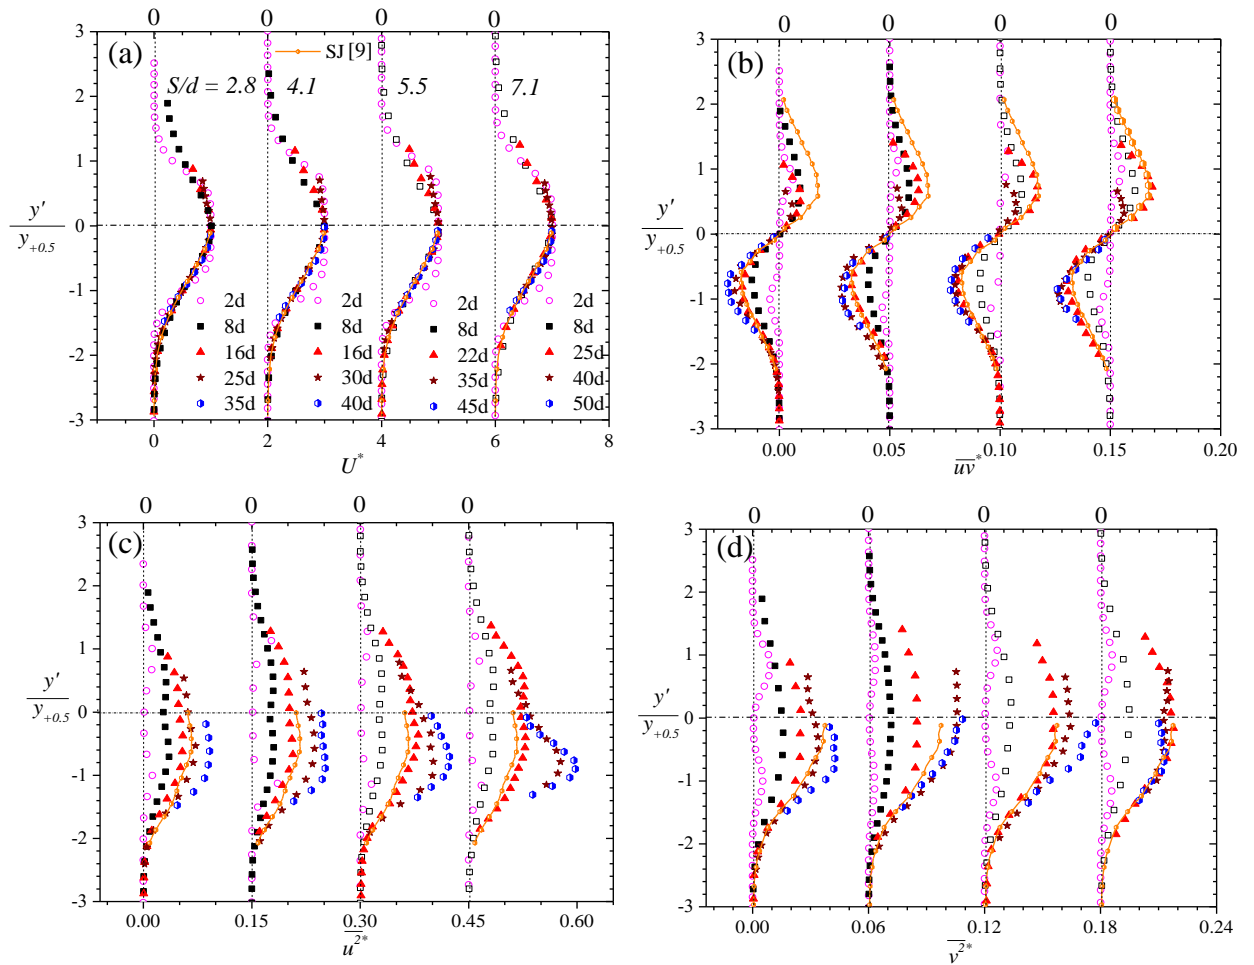 0 0 0 0
3 (a) SJ [9]
S/d = 2.8 4.1 5.5 7.1
2
1
y′/y+0.5 0
-1
2d 2d 2d 2d
8d 8d 8d 8d
-2 16d 16d 22d 25d
25d 30d 35d 40d
35d 40d 45d 50d
-3
0 2 4 6 8
U*
0 0 0 0
3 (b)
2
1
y′/y+0.5 0
-1
-2
-3
0.00 0.05 0.10 0.15 0.20
uv*
0 0 0 0
3 (c)
2
1
y′/y+0.5 0
-1
-2
-3
0.00 0.15 0.30 0.45 0.60
u²*
0 0 0 0
3 (d)
2
1
y′/y+0.5 0
-1
-2
-3
0.00 0.06 0.12 0.18 0.24
v²*